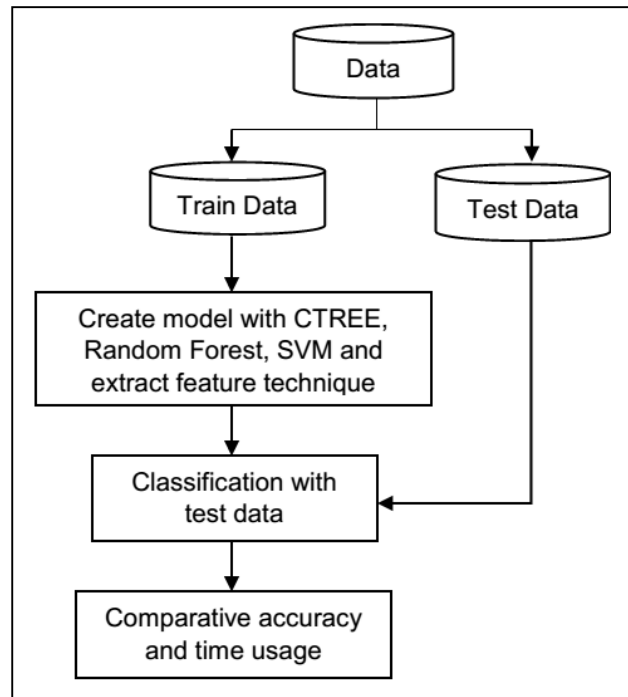 Data
Train Data
Test Data
Create model with CTREE,
Random Forest, SVM and
extract feature technique
Classification with
test data
Comparative accuracy
and time usage